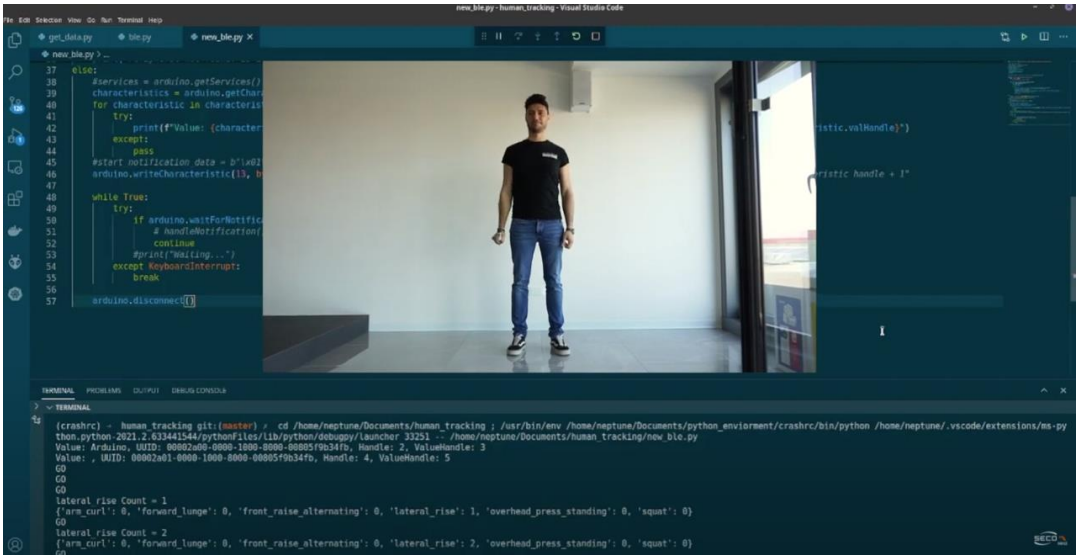 new_ble.py - human_tracking - Visual Studio Code
File Edit Selection View Go Run Terminal Help
get_data.py ble.py new_ble.py
new_ble.py > ...
37 else:
38 #services = arduino.getServices()
39 characteristics = arduino.getChara
40 for characteristic in characterist
41 try:
42 print(f"Value: {character istic.valHandle}")
43 except:
44 pass
45 #start notification data = b"\x01
46 arduino.writeCharacteristic(13, b ristic handle + 1"
47
48 while True:
49 try:
50 if arduino.waitForNotific
51 # handleNotification(
52 continue
53 #print("Waiting...")
54 except KeyboardInterrupt:
55 break
56
57 arduino.disconnect()
TERMINAL PROBLEMS OUTPUT DEBUG CONSOLE
TERMINAL
(crashrc) - human_tracking git:(master) cd /home/neptune/Documents/human_tracking ; /usr/bin/env /home/neptune/Documents/python_enviorment/crashrc/bin/python /home/neptune/.vscode/extensions/ms-py
thon.python-2021.2.633441544/pythonFiles/lib/python/debugpy/launcher 33251 -- /home/neptune/Documents/human_tracking/new_ble.py
Value: Arduino, UUID: 00002a00-0000-1000-8000-00805f9b34fb, Handle: 2, ValueHandle: 3
Value: , UUID: 00002a01-0000-1000-8000-00805f9b34fb, Handle: 4, ValueHandle: 5
GO
GO
GO
lateral_rise Count = 1
{'arm_curl': 0, 'forward_lunge': 0, 'front_raise_alternating': 0, 'lateral_rise': 1, 'overhead_press_standing': 0, 'squat': 0}
GO
lateral_rise Count = 2
{'arm_curl': 0, 'forward_lunge': 0, 'front_raise_alternating': 0, 'lateral_rise': 2, 'overhead_press_standing': 0, 'squat': 0}
GO
SECO